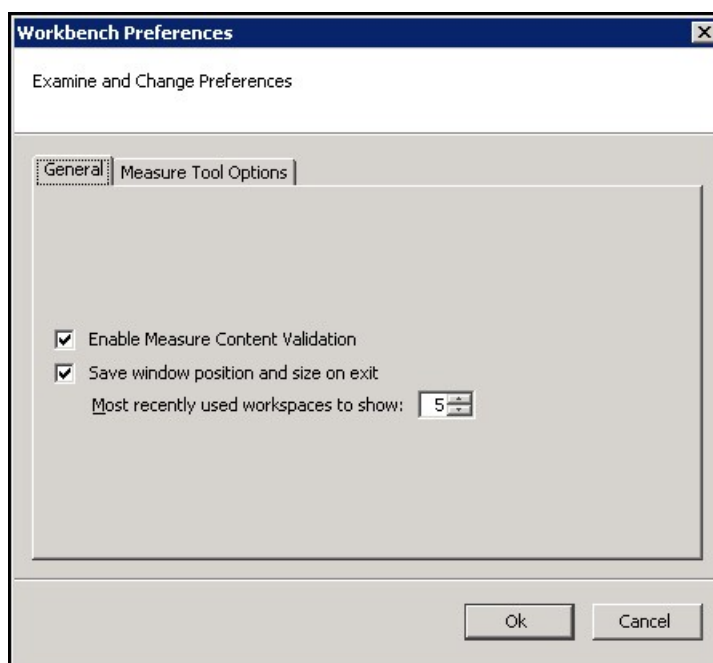 Workbench Preferences
Examine and Change Preferences
General Measure Tool Options
Enable Measure Content Validation
Save window position and size on exit
Most recently used workspaces to show: 5
Ok Cancel